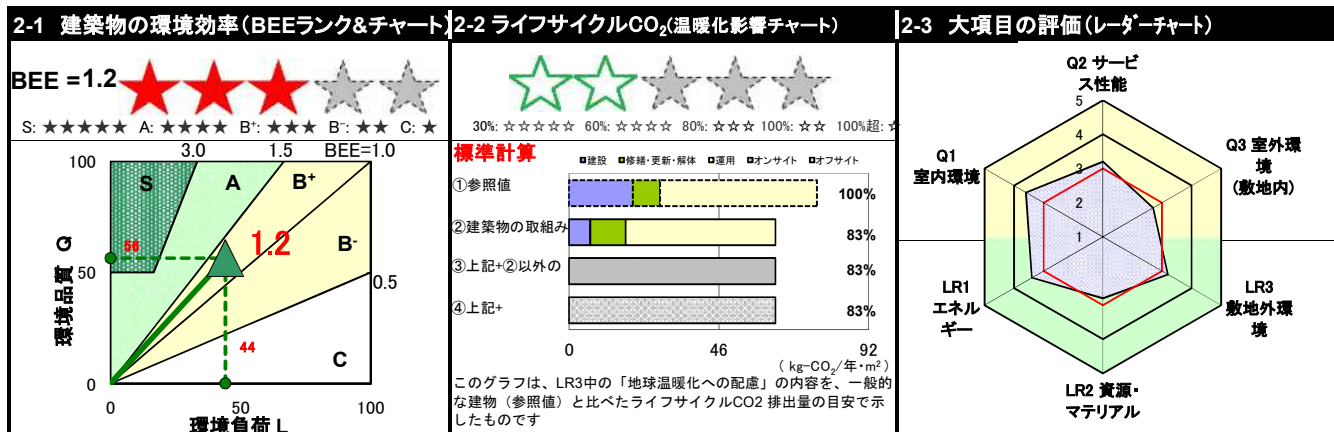 2-1 建築物の環境効率(BEEランク&チャート)
BEE = 1.2
S: ★★★★★ A: ★★★★ B+: ★★★ B-: ★★ C: ★
3.0 1.5 BEE=1.0
100
S A B+
1.2
B-
56
50
0.5
44
C
0
環境品質 Q
0 50 100
環境負荷 L
2-2 ライフサイクルCO2(温暖化影響チャート)
30%: ☆☆☆☆☆ 60%: ☆☆☆☆ 80%: ☆☆☆ 100%: ☆☆ 100%超: ☆
標準計算
■建設 ■修繕・更新・解体 □運用 ■オンサイト ■オフサイト
①参照値 100%
②建築物の取組み 83%
③上記+②以外の 83%
④上記+ 83%
0 46 92
( kg-CO2/年・m2 )
このグラフは、LR3中の「地球温暖化への配慮」の内容を、一般的
な建物(参照値)と比べたライフサイクルCO2 排出量の目安で示
したものです
2-3 大項目の評価(レーダーチャート)
Q2 サービ
ス性能
5
4
3
2
1
Q1
室内環境
Q3 室外環
境
(敷地内)
LR1
エネル
ギー
LR3
敷地外環
境
LR2 資源・
マテリアル